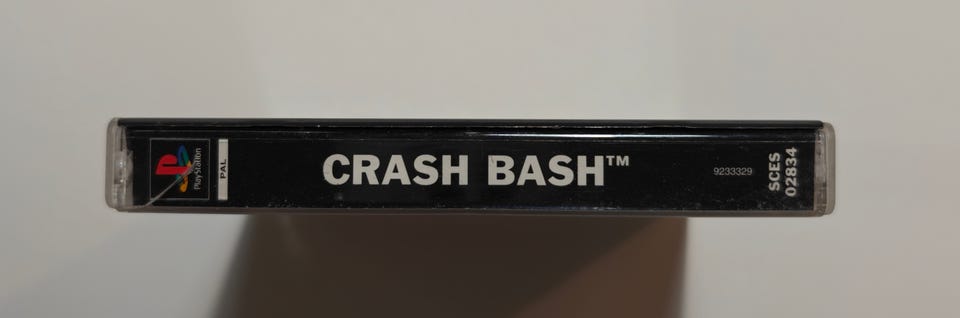 PlayStation
PAL
CRASH BASH™
9233329
SCES
02834